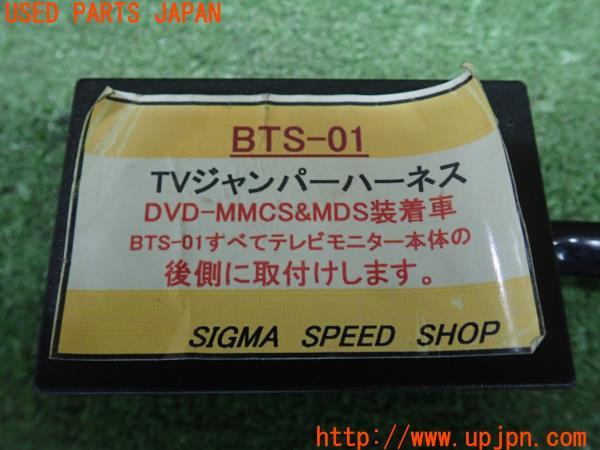 USED PARTS JAPAN
BTS-01
TVジャンパーハーネス
DVD-MMCS&MDS装着車
BTS-01すべてテレビモニター本体の
後側に取付けします。
SIGMA SPEED SHOP
http://www.upjpn.com